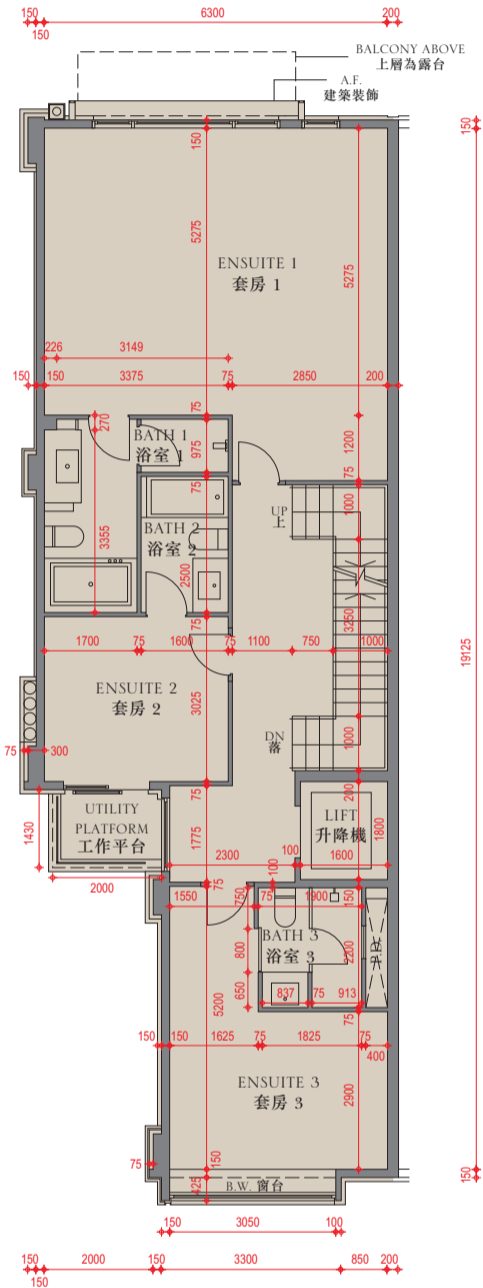 150 6300 200
150
BALCONY ABOVE
上層為露台
A.F.
建築裝飾
150
150
5275
5275
ENSUITE 1
套房 1
226 3149
150 150 3375 75 2850 200
75
270
BATH 1
浴室 1
975
1200
75
75
1000
UP
上
BATH 2
浴室 2
3355
2500
3250
19125
75
1700 75 1600 75 1100 750 1000
ENSUITE 2
套房 2
3025
DN
落
1000
75 300
75
200
UTILITY
PLATFORM
工作平台
1430
1775
LIFT
升降機
1800
2300 100 1600
2000
100
75
150
1550 750 75 1900
BATH 3
浴室 3
800
2200
650
837 75 913
5200
75
150 150 1625 75 1825 75
400
ENSUITE 3
套房 3
2900
75
150
150
425
B.W. 窗台
150 3050 100
150 2000 150 3300 850 200
150